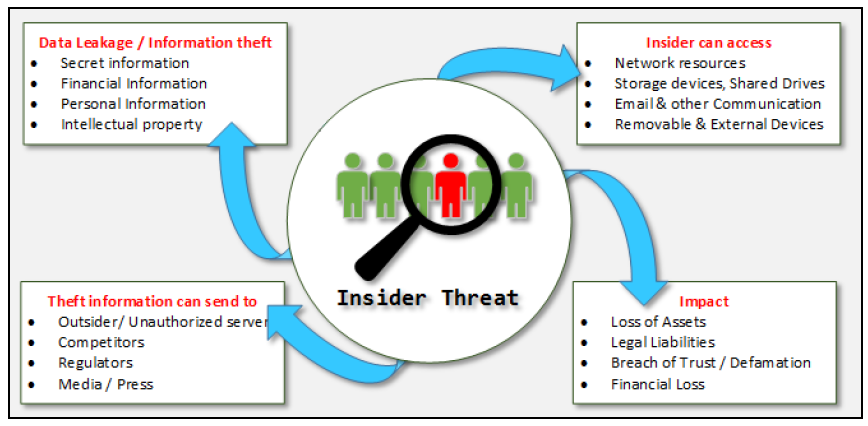 Data Leakage / Information theft
• Secret information
• Financial Information
• Personal Information
• Intellectual property
Insider can access
• Network resources
• Storage devices, Shared Drives
• Email & other Communication
• Removable & External Devices
Insider Threat
Theft information can send to
• Outsider/ Unauthorized server
• Competitors
• Regulators
• Media / Press
Impact
• Loss of Assets
• Legal Liabilities
• Breach of Trust / Defamation
• Financial Loss